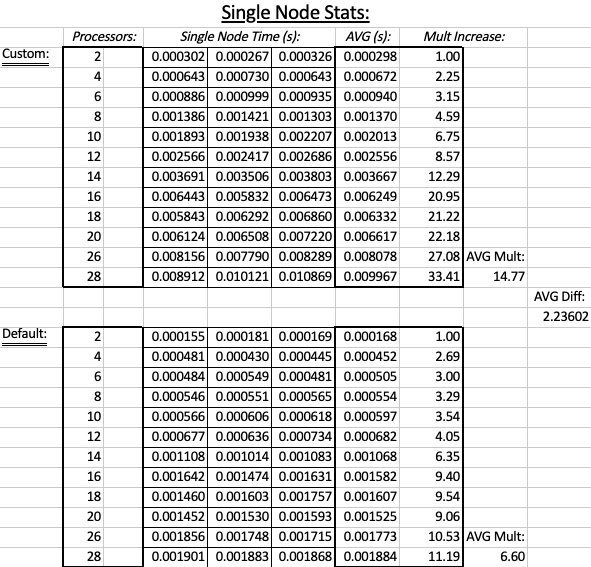 Single Node Stats:
Processors: Single Node Time (s): AVG (s): Mult Increase:
Custom: 2 0.000302 0.000267 0.000326 0.000298 1.00
4 0.000643 0.000730 0.000643 0.000672 2.25
6 0.000886 0.000999 0.000935 0.000940 3.15
8 0.001386 0.001421 0.001303 0.001370 4.59
10 0.001893 0.001938 0.002207 0.002013 6.75
12 0.002566 0.002417 0.002686 0.002556 8.57
14 0.003691 0.003506 0.003803 0.003667 12.29
16 0.006443 0.005832 0.006473 0.006249 20.95
18 0.005843 0.006292 0.006860 0.006332 21.22
20 0.006124 0.006508 0.007220 0.006617 22.18
26 0.008156 0.007790 0.008289 0.008078 27.08 AVG Mult:
28 0.008912 0.010121 0.010869 0.009967 33.41 14.77
AVG Diff:
2.23602
Default: 2 0.000155 0.000181 0.000169 0.000168 1.00
4 0.000481 0.000430 0.000445 0.000452 2.69
6 0.000484 0.000549 0.000481 0.000505 3.00
8 0.000546 0.000551 0.000565 0.000554 3.29
10 0.000566 0.000606 0.000618 0.000597 3.54
12 0.000677 0.000636 0.000734 0.000682 4.05
14 0.001108 0.001014 0.001083 0.001068 6.35
16 0.001642 0.001474 0.001631 0.001582 9.40
18 0.001460 0.001603 0.001757 0.001607 9.54
20 0.001452 0.001530 0.001593 0.001525 9.06
26 0.001856 0.001748 0.001715 0.001773 10.53 AVG Mult:
28 0.001901 0.001883 0.001868 0.001884 11.19 6.60